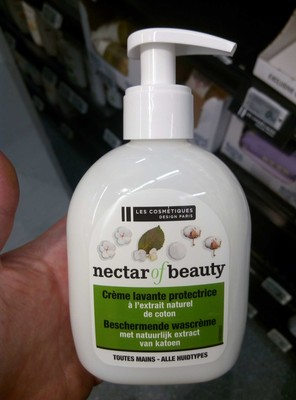 LES COSMÉTIQUES
DESIGN PARIS
nectar of beauty
Crème lavante protectrice
à l'extrait naturel
de coton
Beschermende wascrème
met natuurlijk extract
van katoen
TOUTES MAINS - ALLE HUIDTYPES